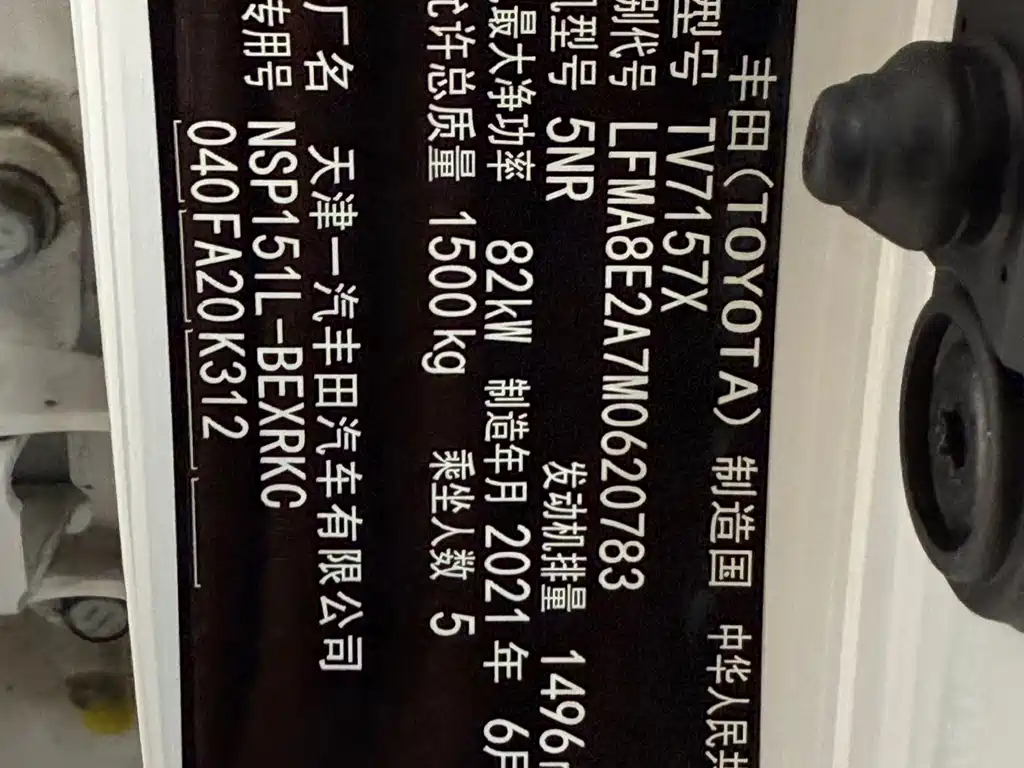 丰田(TOYOTA) 制造国 中华人民共
型号 TV7157X
别代号 LFMA8E2A7M0620783
机型号 5NR 发动机排量 1496m
最大净功率 82kW 制造年月 2021年 6月
允许总质量 1500kg 乘坐人数 5
厂名 天津一汽丰田汽车有限公司
专用号 NSP151L-BEXRKC
040FA20K312